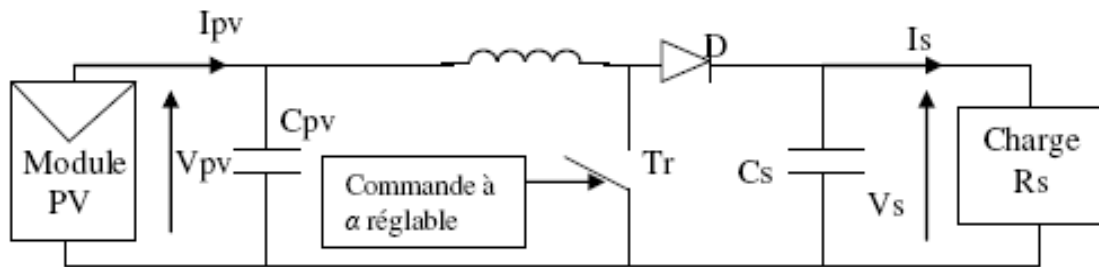 Ipv
D
Is
Cpv
Module
PV
Vpv
Commande à
α réglable
Tr
Cs
Vs
Charge
Rs